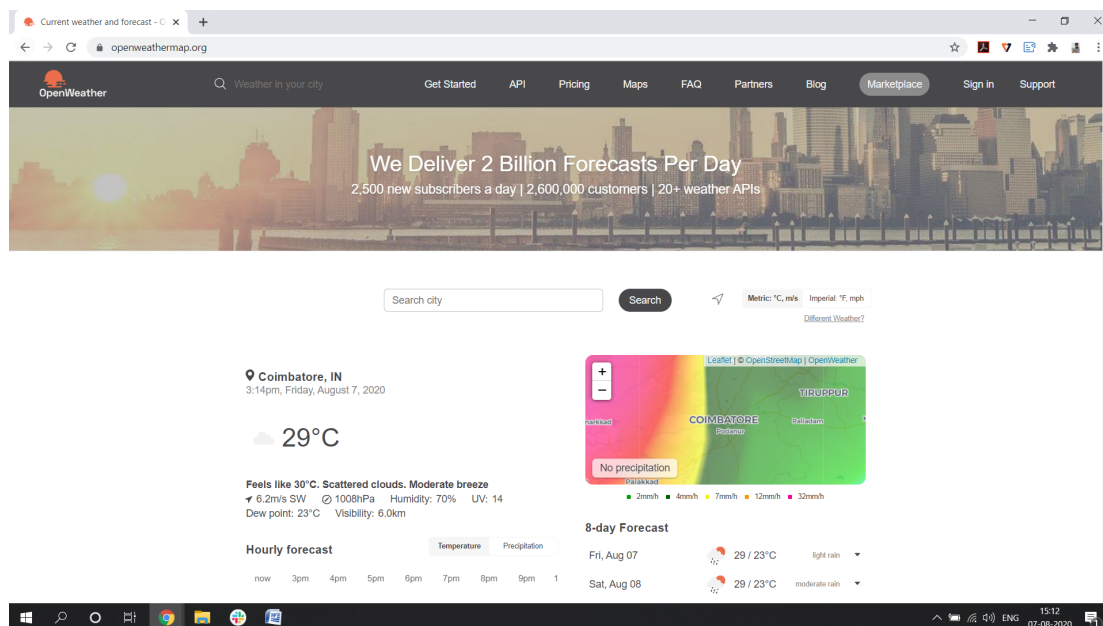 Current weather and forecast - O
openweathermap.org
OpenWeather
Weather in your city
Get Started API Pricing Maps FAQ Partners Blog Marketplace Sign in Support
We Deliver 2 Billion Forecasts Per Day
2,500 new subscribers a day | 2,600,000 customers | 20+ weather APIs
Search city Search Metric: °C, m/s Imperial: °F, mph
Different Weather?
Coimbatore, IN
3:14pm, Friday, August 7, 2020
29°C
Feels like 30°C. Scattered clouds. Moderate breeze
6.2m/s SW 1008hPa Humidity: 70% UV: 14
Dew point: 23°C Visibility: 6.0km
Hourly forecast Temperature Precipitation
now 3pm 4pm 5pm 6pm 7pm 8pm 9pm 1
+
−
Leaflet | © OpenStreetMap | OpenWeather
TIRUPPUR
COIMBATORE
Palladam
Podanur
No precipitation
Palakkad
2mm/h 4mm/h 7mm/h 12mm/h 32mm/h
8-day Forecast
Fri, Aug 07 29 / 23°C light rain
Sat, Aug 08 29 / 23°C moderate rain
ENG
15:12
07-08-2020
1